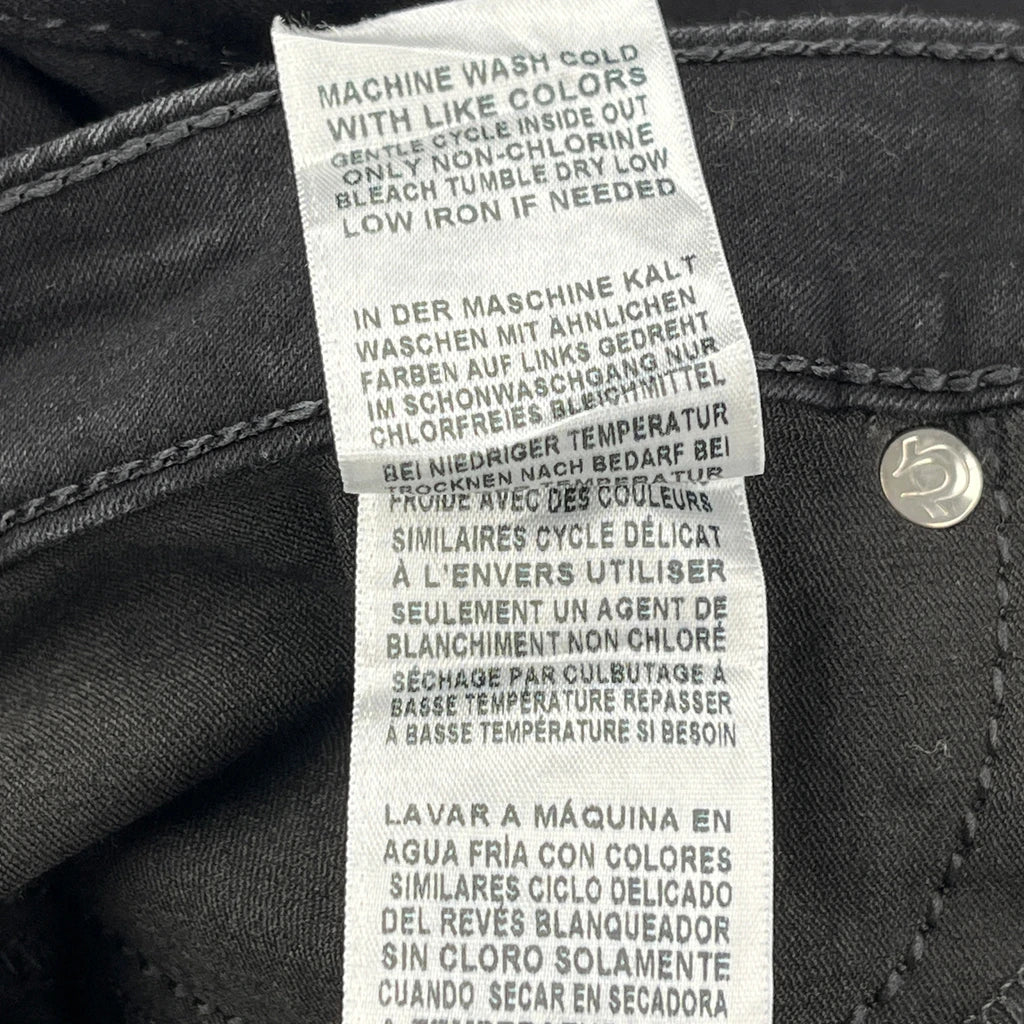 MACHINE WASH COLD
WITH LIKE COLORS
GENTLE CYCLE INSIDE OUT
ONLY NON-CHLORINE
BLEACH TUMBLE DRY LOW
LOW IRON IF NEEDED
IN DER MASCHINE KALT
WASCHEN MIT ÄHNLICHEN
FARBEN AUF LINKS GEDREHT
IM SCHONWASCHGANG NUR
CHLORFREIES BLEICHMITTEL
BEI NIEDRIGER TEMPERATUR
TROCKNEN NACH BEDARF BEI
TEMPERATUR
FROIDE AVEC DES COULEURS
SIMILAIRES CYCLE DÉLICAT
À L'ENVERS UTILISER
SEULEMENT UN AGENT DE
BLANCHIMENT NON CHLORÉ
SÉCHAGE PAR CULBUTAGE À
BASSE TEMPÉRATURE REPASSER
À BASSE TEMPÉRATURE SI BESOIN
LAVAR A MÁQUINA EN
AGUA FRÍA CON COLORES
SIMILARES CICLO DELICADO
DEL REVÉS BLANQUEADOR
SIN CLORO SOLAMENTE
CUANDO SECAR EN SECADORA